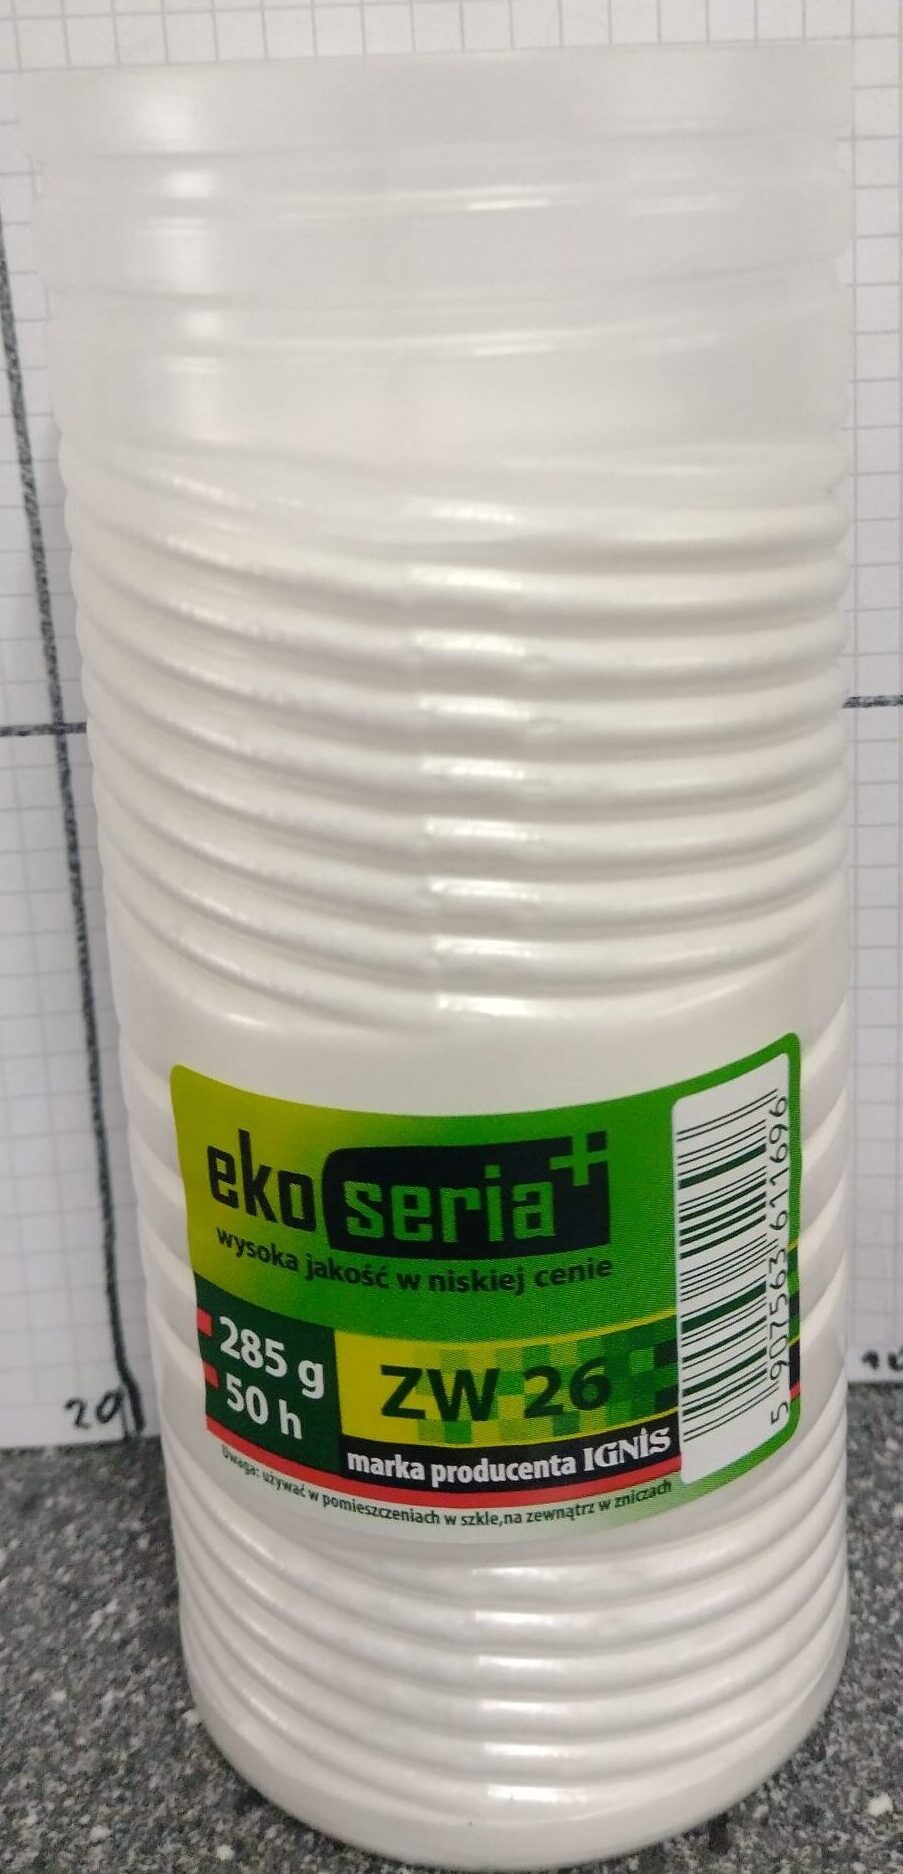 eko seria+
wysoka jakość w niskiej cenie
285 g
50 h
ZW 26
marka producenta IGNIS
Uwaga: używać w pomieszczeniach w szkle,na zewnątrz w zniczach
5 907563 611696
20